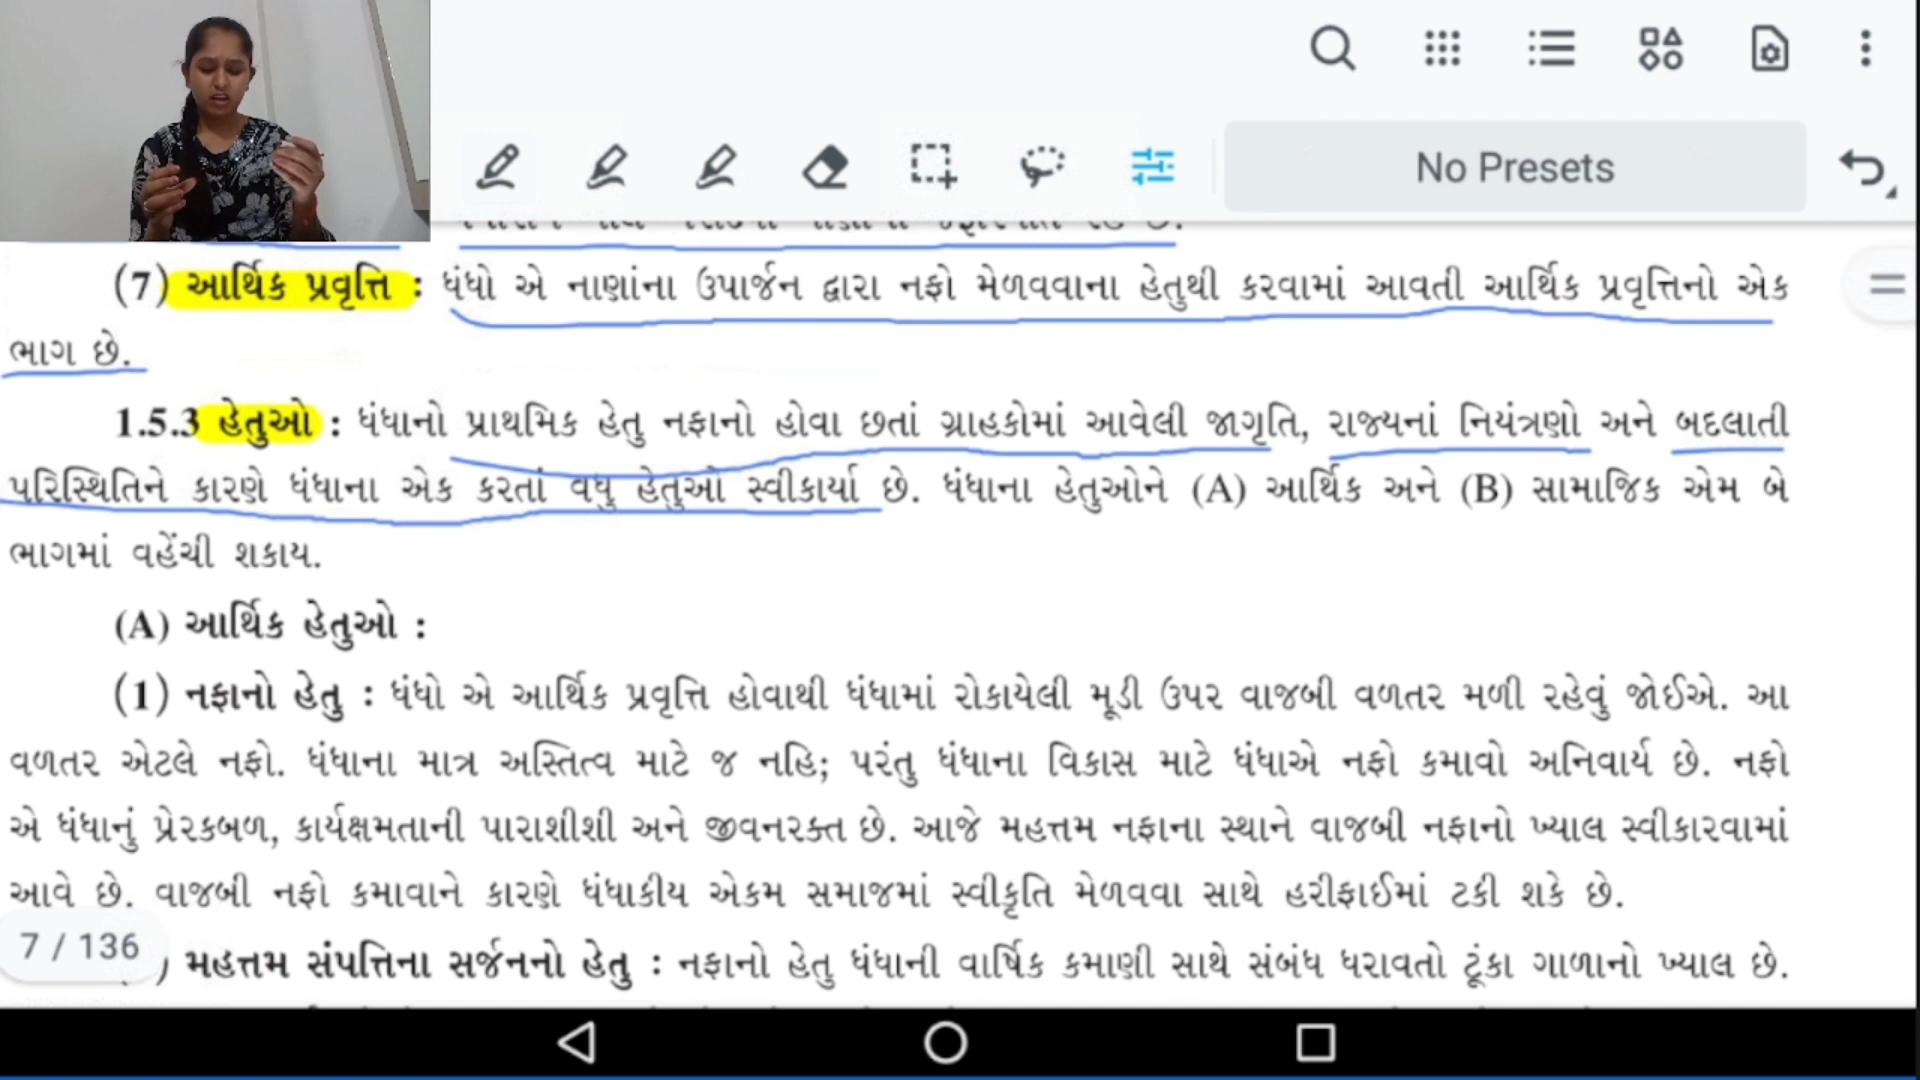 No Presets
(7) આર્થિક પ્રવૃત્તિ : ધંધો એ નાણાંના ઉપાર્જન દ્વારા નફો મેળવવાના હેતુથી કરવામાં આવતી આર્થિક પ્રવૃત્તિનો એક
ભાગ છે.
1.5.3 હેતુઓ : ધંધાનો પ્રાથમિક હેતુ નફાનો હોવા છતાં ગ્રાહકોમાં આવેલી જાગૃતિ, રાજ્યનાં નિયંત્રણો અને બદલાતી
પરિસ્થિતિને કારણે ધંધાના એક કરતાં વધુ હેતુઓ સ્વીકાર્યા છે. ધંધાના હેતુઓને (A) આર્થિક અને (B) સામાજિક એમ બે
ભાગમાં વહેંચી શકાય.
(A) આર્થિક હેતુઓ :
(1) નફાનો હેતુ : ધંધો એ આર્થિક પ્રવૃત્તિ હોવાથી ધંધામાં રોકાયેલી મૂડી ઉપર વાજબી વળતર મળી રહેવું જોઈએ. આ
વળતર એટલે નફો. ધંધાના માત્ર અસ્તિત્વ માટે જ નહિ; પરંતુ ધંધાના વિકાસ માટે ધંધાએ નફો કમાવો અનિવાર્ય છે. નફો
એ ધંધાનું પ્રેરકબળ, કાર્યક્ષમતાની પારાશીશી અને જીવનરક્ત છે. આજે મહત્તમ નફાના સ્થાને વાજબી નફાનો ખ્યાલ સ્વીકારવામાં
આવે છે. વાજબી નફો કમાવાને કારણે ધંધાકીય એકમ સમાજમાં સ્વીકૃતિ મેળવવા સાથે હરીફાઈમાં ટકી શકે છે.
7 / 136
) મહત્તમ સંપત્તિના સર્જનનો હેતુ : નફાનો હેતુ ધંધાની વાર્ષિક કમાણી સાથે સંબંધ ધરાવતો ટૂંકા ગાળાનો ખ્યાલ છે.